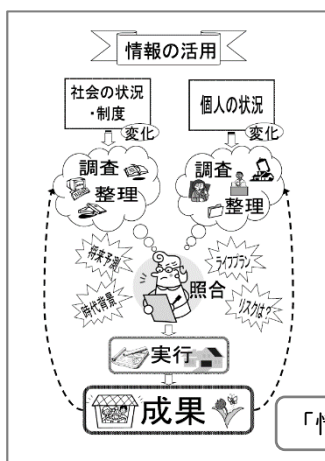 情報の活用
社会の状況
・制度
個人の状況
変化
変化
調査
整理
調査
整理
将来予測
ライフプラン
時代背景
照合
リスクは?
実行
成果
「情